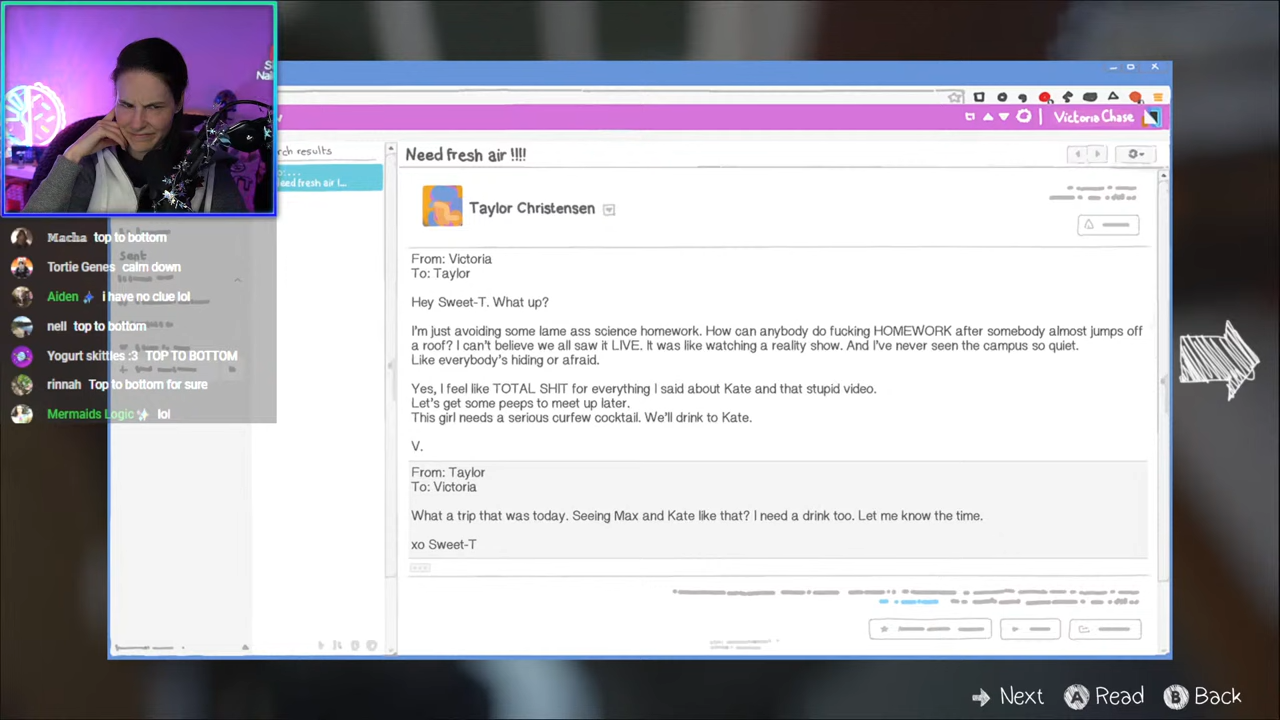 Victoria Chase
rch results
Need fresh air !!!!
eed fresh air !...
Taylor Christensen
From: Victoria
To: Taylor
Hey Sweet-T. What up?
I'm just avoiding some lame ass science homework. How can anybody do fucking HOMEWORK after somebody almost jumps off
a roof? I can't believe we all saw it LIVE. It was like watching a reality show. And I've never seen the campus so quiet.
Like everybody's hiding or afraid.
Yes, I feel like TOTAL SHIT for everything I said about Kate and that stupid video.
Let's get some peeps to meet up later.
This girl needs a serious curfew cocktail. We'll drink to Kate.
V.
From: Taylor
To: Victoria
What a trip that was today. Seeing Max and Kate like that? I need a drink too. Let me know the time.
xo Sweet-T
Macha top to bottom
Sent
Tortie Genes calm down
Aiden i have no clue lol
nell top to bottom
Yogurt skittles :3 TOP TO BOTTOM
rinnah Top to bottom for sure
Mermaids Logic lol
Next
A Read
B Back